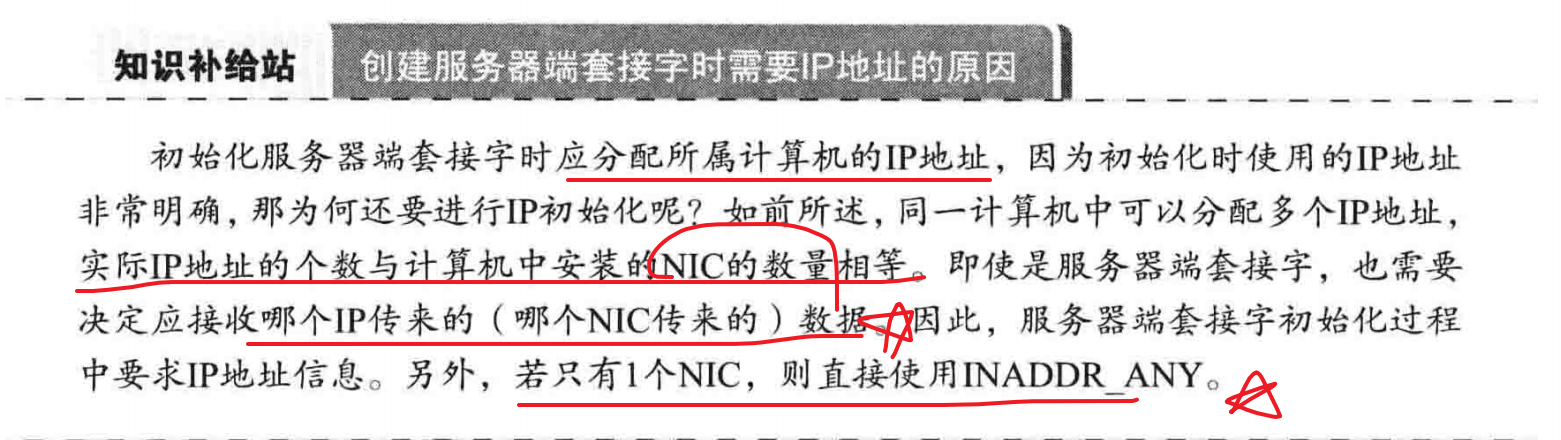 知识补给站 创建服务器端套接字时需要IP地址的原因
初始化服务器端套接字时应分配所属计算机的IP地址，因为初始化时使用的IP地址
非常明确，那为何还要进行IP初始化呢？如前所述，同一计算机中可以分配多个IP地址，
实际IP地址的个数与计算机中安装的NIC的数量相等。即使是服务器端套接字，也需要
决定应接收哪个IP传来的（哪个NIC传来的）数据。因此，服务器端套接字初始化过程
中要求IP地址信息。另外，若只有1个NIC，则直接使用INADDR_ANY。